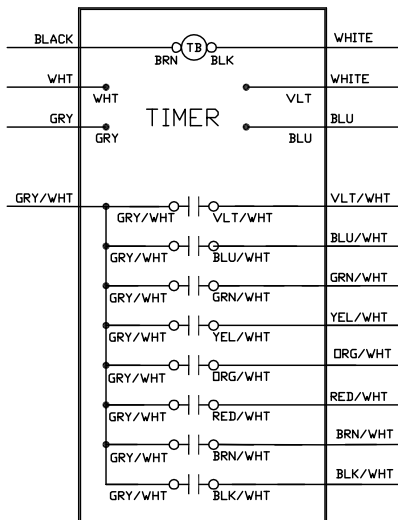 BLACK TB WHITE
BRN BLK
WHT WHITE
WHT VLT
GRY TIMER BLU
GRY BLU
GRY/WHT VLT/WHT
GRY/WHT VLT/WHT
BLU/WHT
GRY/WHT BLU/WHT
GRN/WHT
GRY/WHT GRN/WHT
YEL/WHT
GRY/WHT YEL/WHT
ORG/WHT
GRY/WHT ORG/WHT
RED/WHT
GRY/WHT RED/WHT
BRN/WHT
GRY/WHT BRN/WHT
BLK/WHT
GRY/WHT BLK/WHT